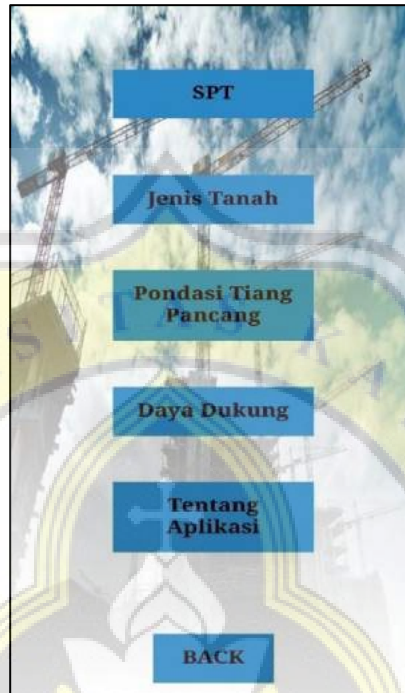 SPT
Jenis Tanah
Pondasi Tiang
Pancang
Daya Dukung
Tentang
Aplikasi
BACK